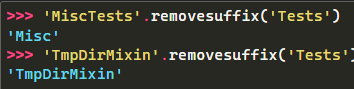 >>> 'MiscTests'.removesuffix('Tests')
'Misc'
>>> 'TmpDirMixin'.removesuffix('Tests')
'TmpDirMixin'